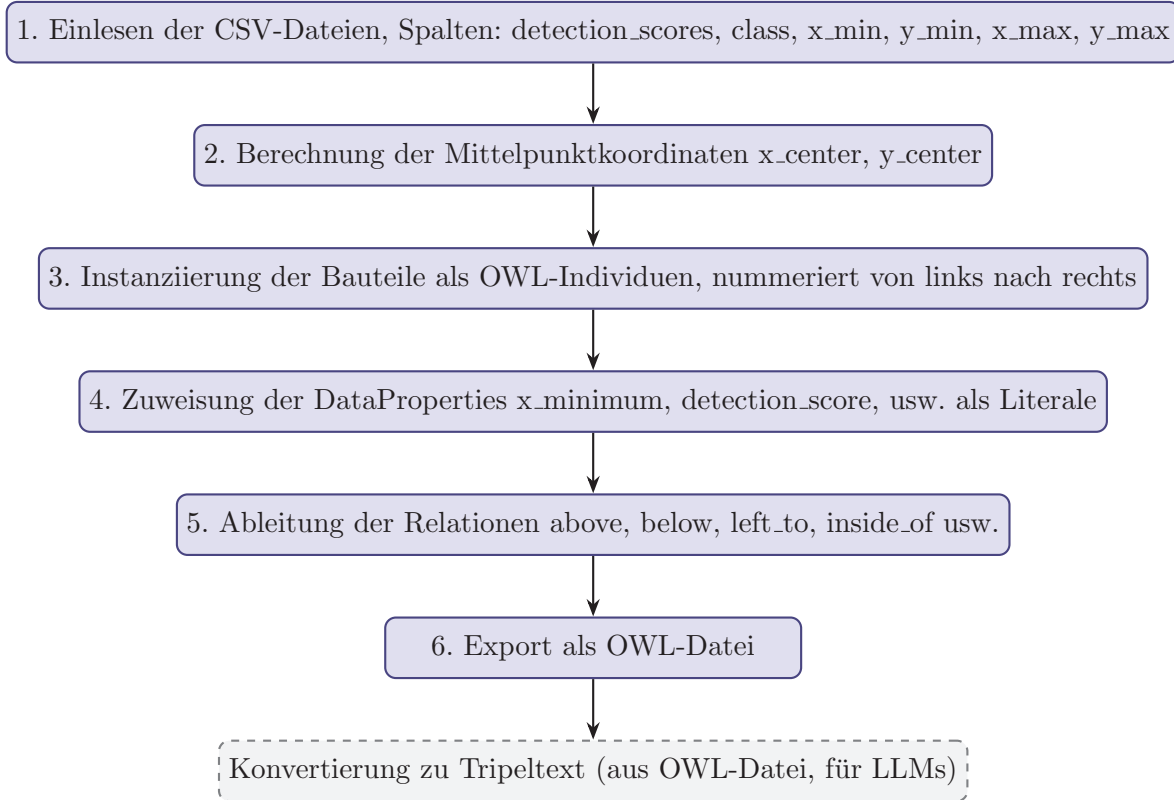 1. Einlesen der CSV-Dateien, Spalten: detection_scores, class, x_min, y_min, x_max, y_max
2. Berechnung der Mittelpunktkoordinaten x_center, y_center
3. Instanziierung der Bauteile als OWL-Individuen, nummeriert von links nach rechts
4. Zuweisung der DataProperties x_minimum, detection_score, usw. als Literale
5. Ableitung der Relationen above, below, left_to, inside_of usw.
6. Export als OWL-Datei
Konvertierung zu Tripeltext (aus OWL-Datei, für LLMs)